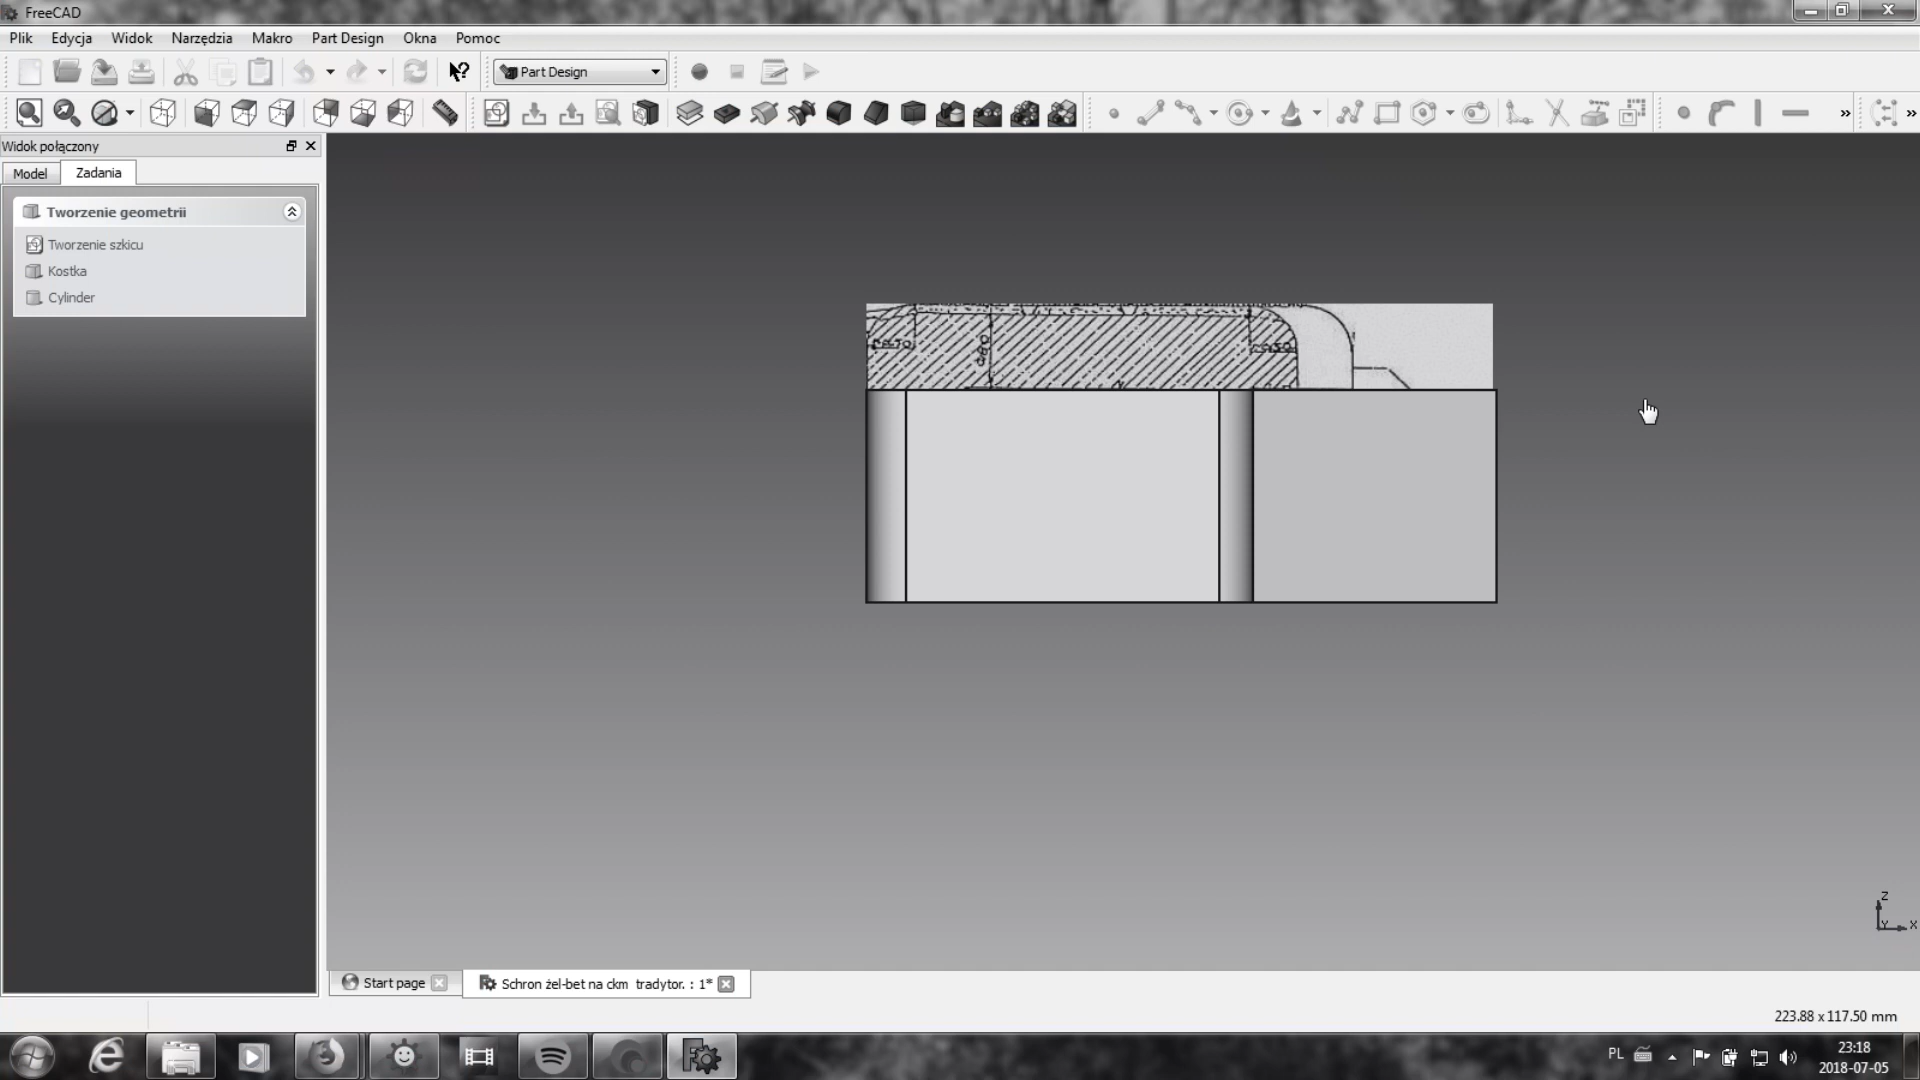 FreeCAD
Plik Edycja Widok Narzędzia Makro Part Design Okna Pomoc
Part Design
Widok połączony
Model Zadania
Tworzenie geometrii
Tworzenie szkicu
Kostka
Cylinder
Z
Y X
Start page
Schron żel-bet na ckm tradytor. : 1*
223.88 x 117.50 mm
PL
23:18
2018-07-05